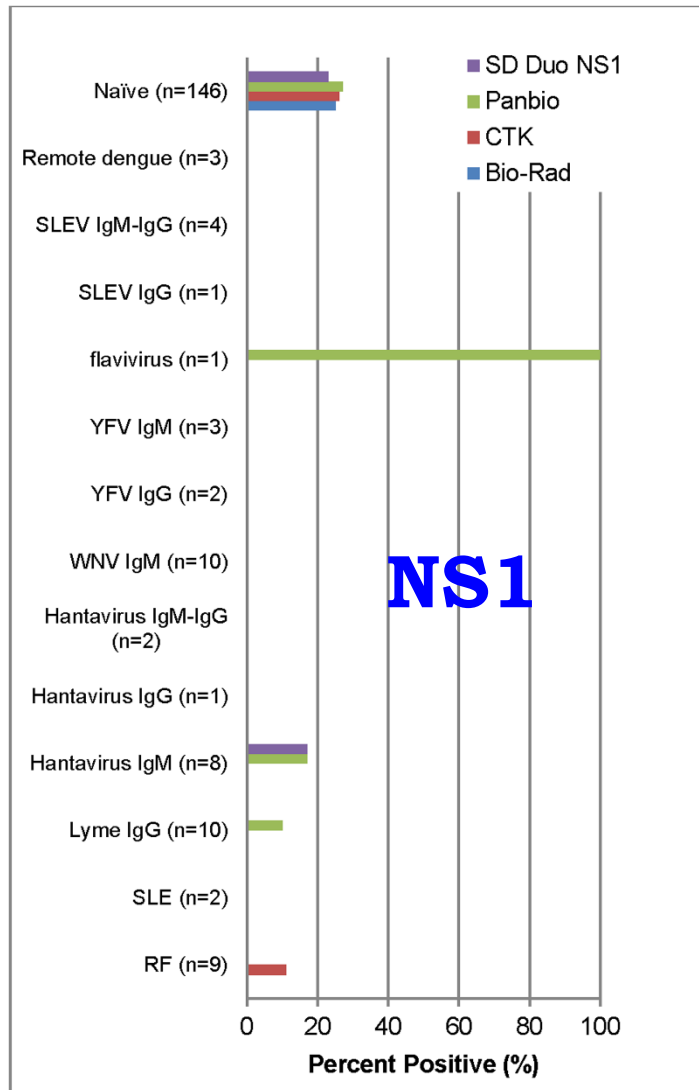 SD Duo NS1
Panbio
CTK
Bio-Rad
Naïve (n=146)
Remote dengue (n=3)
SLEV IgM-IgG (n=4)
SLEV IgG (n=1)
flavivirus (n=1)
YFV IgM (n=3)
YFV IgG (n=2)
WNV IgM (n=10)
NS1
Hantavirus IgM-IgG
(n=2)
Hantavirus IgG (n=1)
Hantavirus IgM (n=8)
Lyme IgG (n=10)
SLE (n=2)
RF (n=9)
0 20 40 60 80 100
Percent Positive (%)